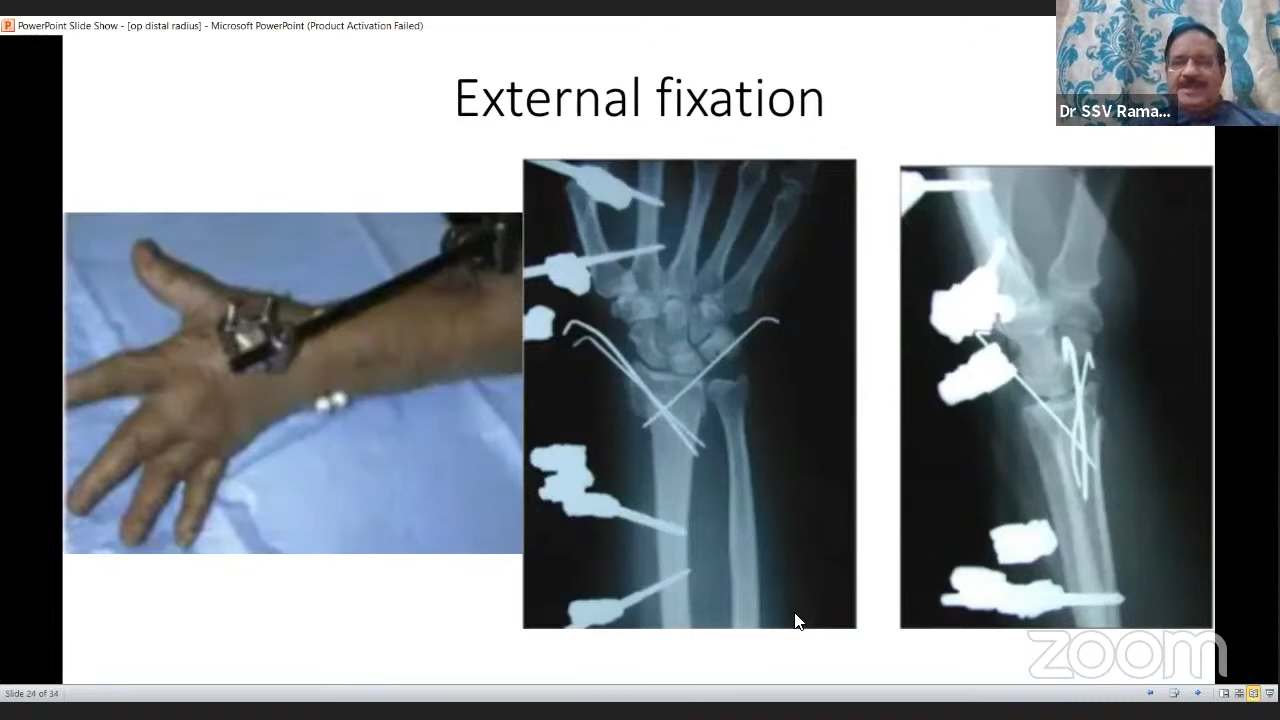 PowerPoint Slide Show - [op distal radius] - Microsoft PowerPoint (Product Activation Failed)
External fixation
Dr SSV Rama...
zoom
Slide 24 of 34